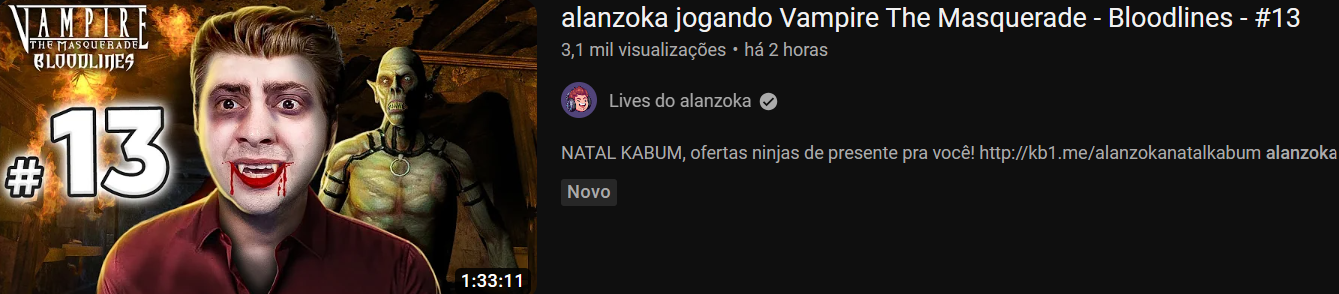 VAMPIRE
THE MASQUERADE
BLOODLINES
#13
1:33:11
alanzoka jogando Vampire The Masquerade - Bloodlines - #13
3,1 mil visualizações • há 2 horas
Lives do alanzoka
NATAL KABUM, ofertas ninjas de presente pra você! http://kb1.me/alanzokanatalkabum alanzoka
Novo